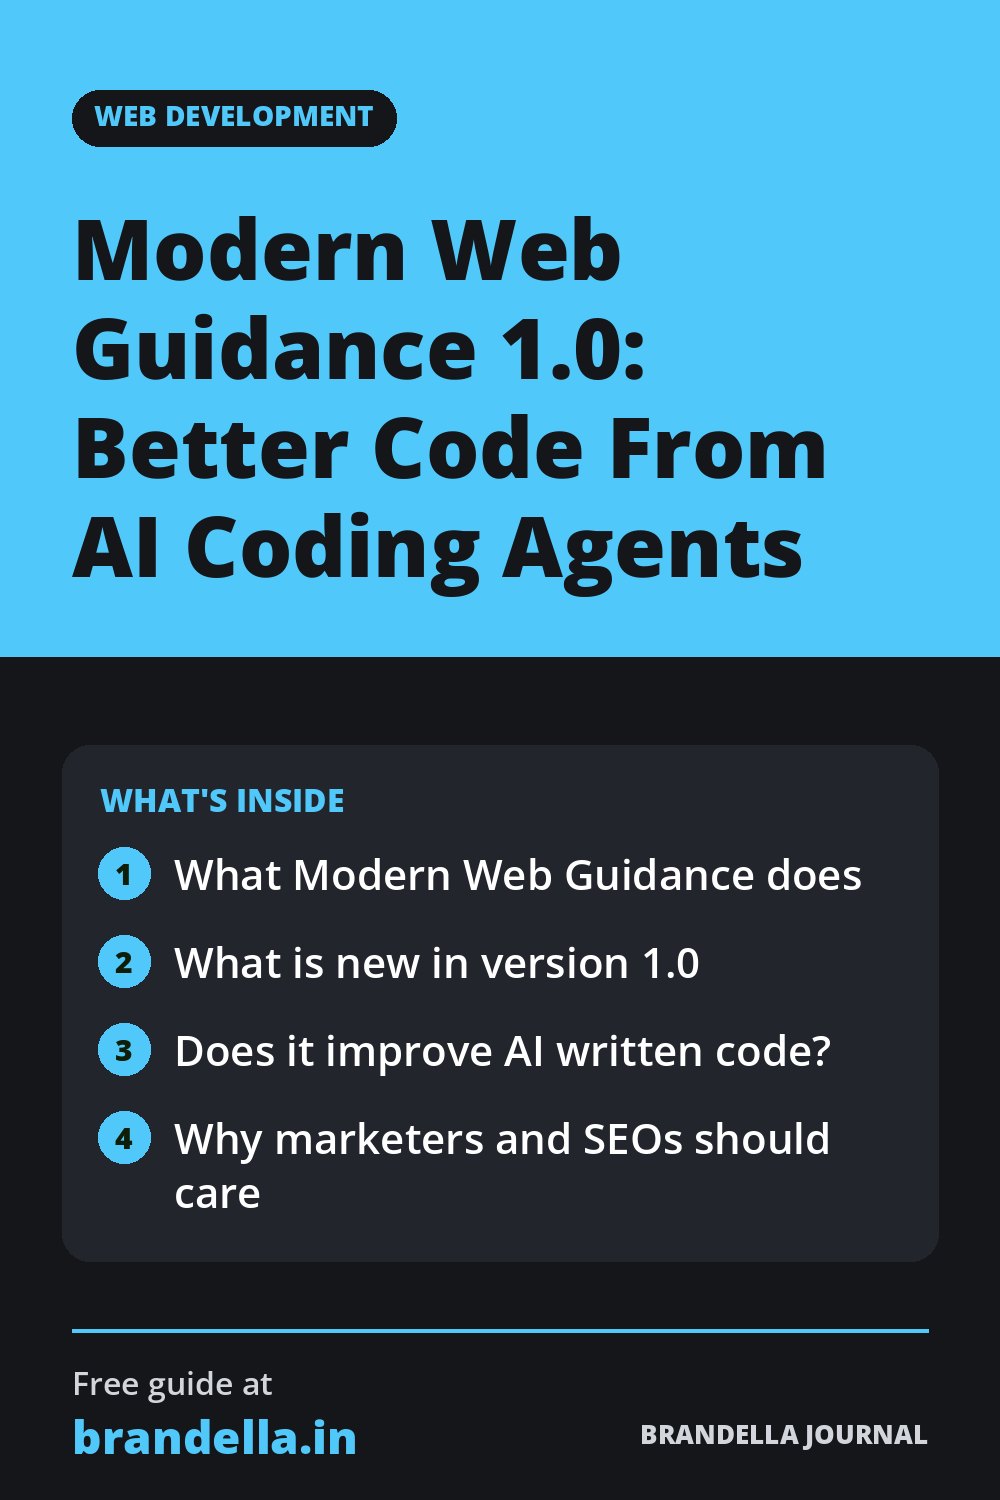 WEB DEVELOPMENT
Modern Web
Guidance 1.0:
Better Code From
AI Coding Agents
WHAT'S INSIDE
1 What Modern Web Guidance does
2 What is new in version 1.0
3 Does it improve AI written code?
4 Why marketers and SEOs should
care
Free guide at
brandella.in
BRANDELLA JOURNAL